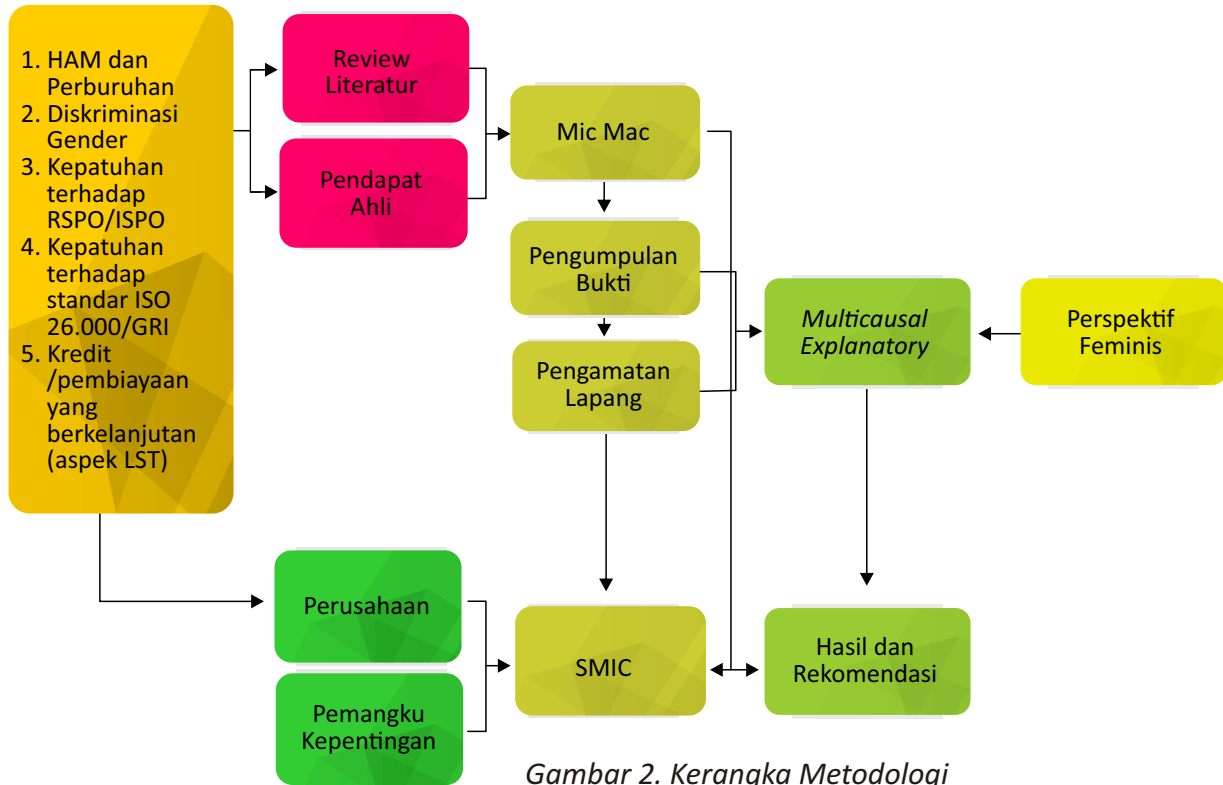 1. HAM dan
Perburuhan
2. Diskriminasi
Gender
3. Kepatuhan
terhadap
RSPO/ISPO
4. Kepatuhan
terhadap
standar ISO
26.000/GRI
5. Kredit
/pembiayaan
yang
berkelanjutan
(aspek LST)
Review
Literatur
Pendapat
Ahli
Mic Mac
Pengumpulan
Bukti
Pengamatan
Lapang
Multicausal
Explanatory
Perspektif
Feminis
Perusahaan
Pemangku
Kepentingan
SMIC
Hasil dan
Rekomendasi
Gambar 2. Kerangka Metodologi